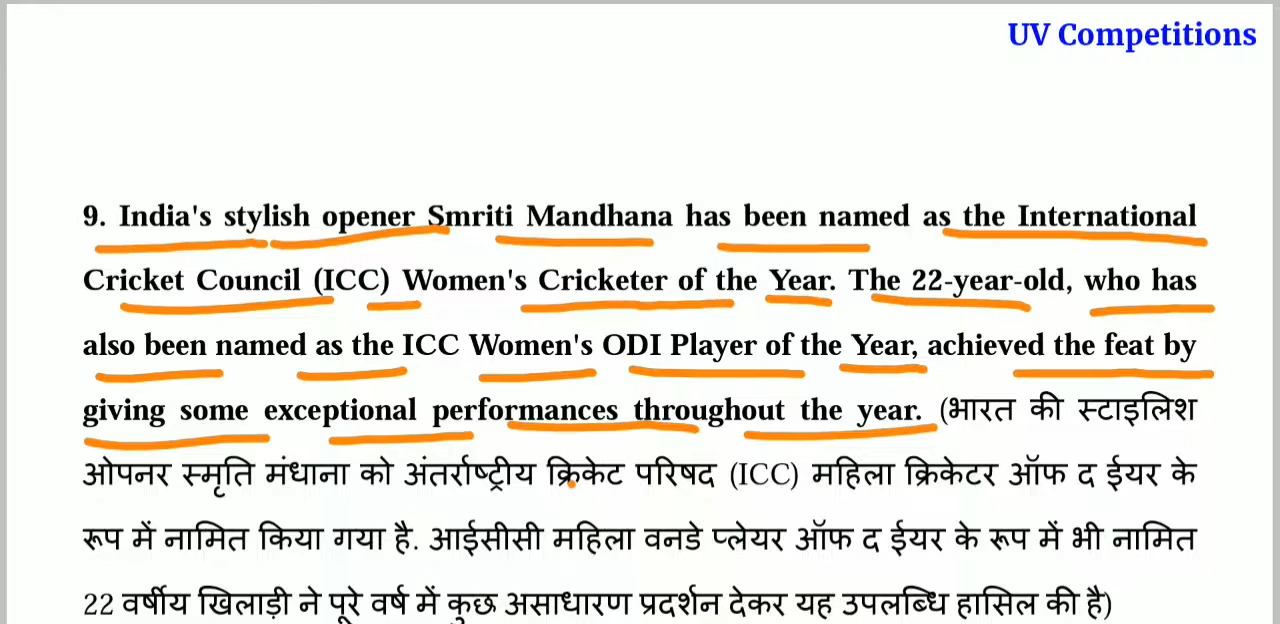 UV Competitions
9. India's stylish opener Smriti Mandhana has been named as the International
Cricket Council (ICC) Women's Cricketer of the Year. The 22-year-old, who has
also been named as the ICC Women's ODI Player of the Year, achieved the feat by
giving some exceptional performances throughout the year. (भारत की स्टाइलिश
ओपनर स्मृति मंधाना को अंतर्राष्ट्रीय क्रिकेट परिषद (ICC) महिला क्रिकेटर ऑफ द ईयर के
रूप में नामित किया गया है. आईसीसी महिला वनडे प्लेयर ऑफ द ईयर के रूप में भी नामित
22 वर्षीय खिलाड़ी ने पूरे वर्ष में कुछ असाधारण प्रदर्शन देकर यह उपलब्धि हासिल की है)